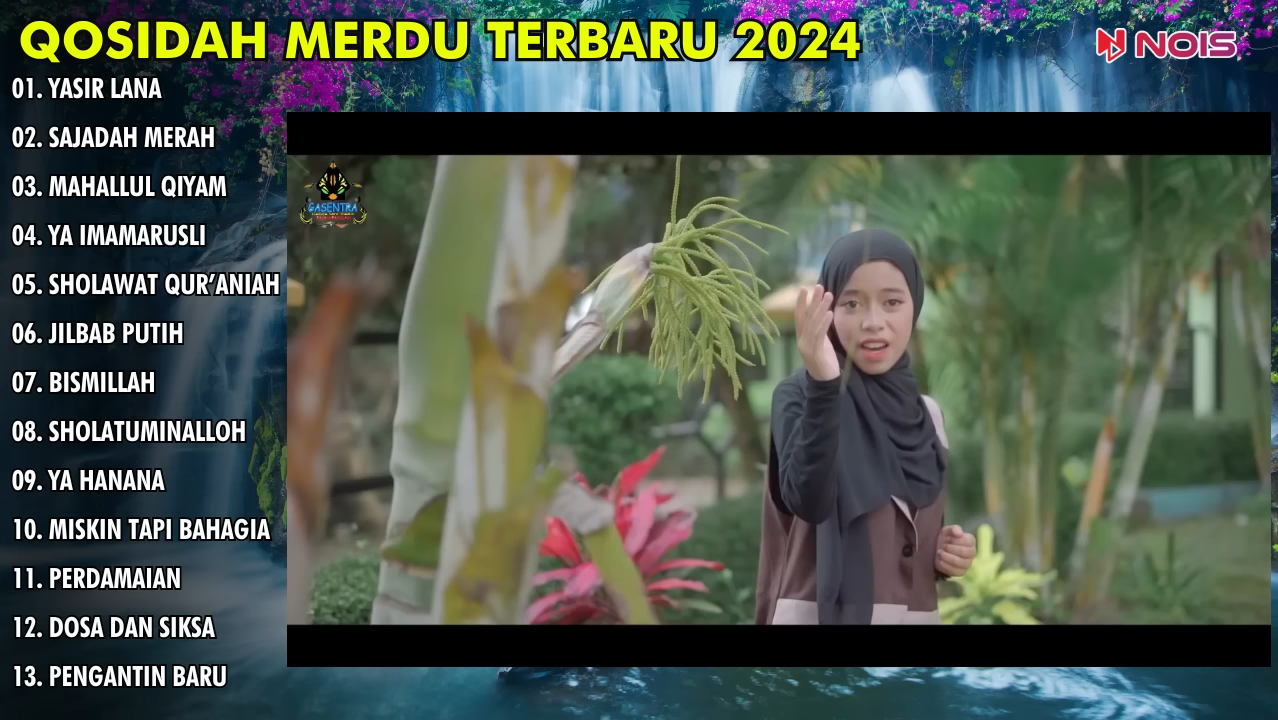 QOSIDAH MERDU TERBARU 2024
NOIS
01. YASIR LANA
02. SAJADAH MERAH
03. MAHALLUL QIYAM
04. YA IMAMARUSLI
05. SHOLAWAT QUR'ANIAH
06. JILBAB PUTIH
07. BISMILLAH
08. SHOLATUMINALLOH
09. YA HANANA
10. MISKIN TAPI BAHAGIA
11. PERDAMAIAN
12. DOSA DAN SIKSA
13. PENGANTIN BARU
GASENTRA